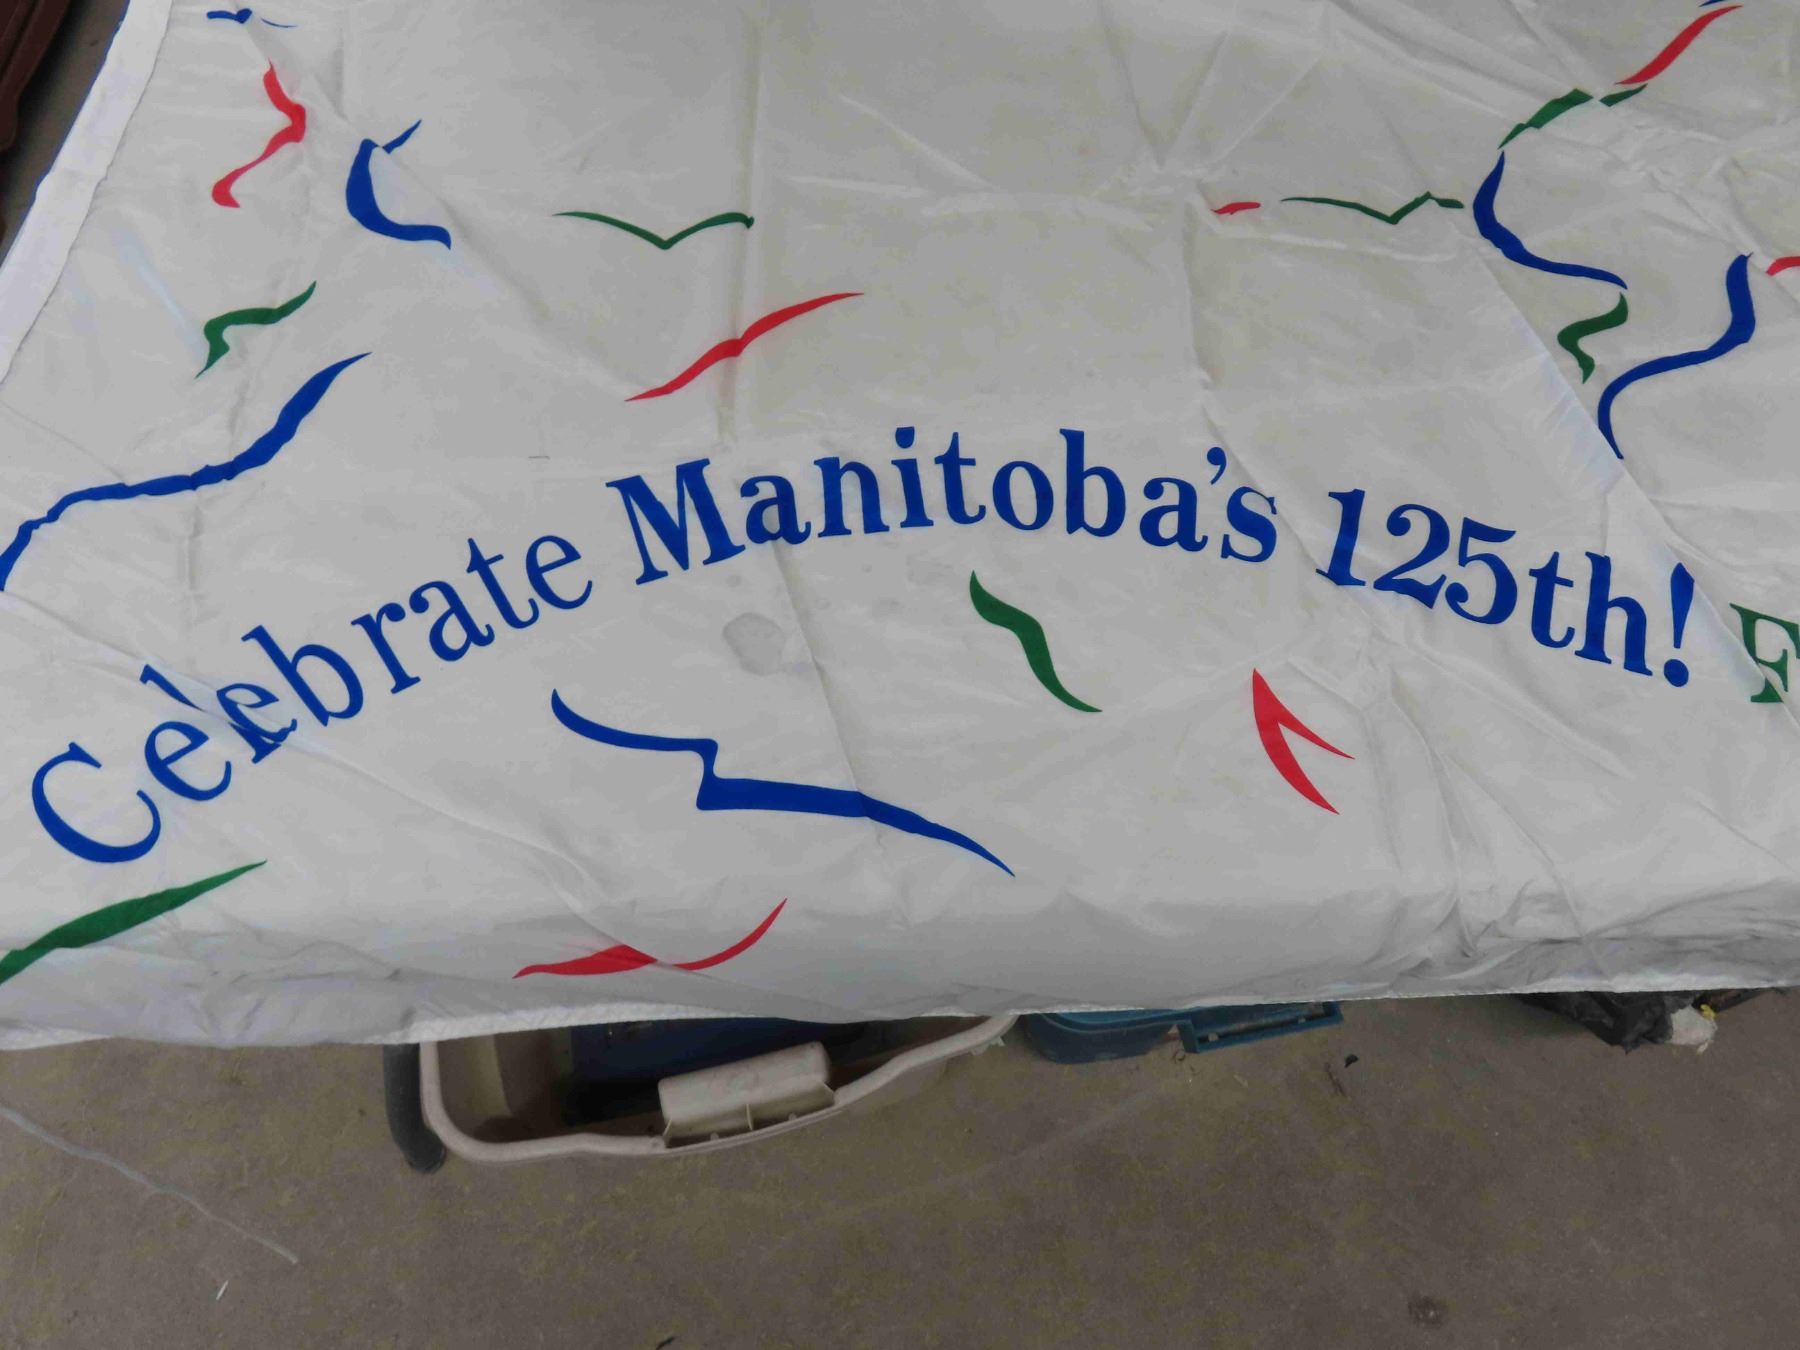 Celebrate Manitoba's 125th! F